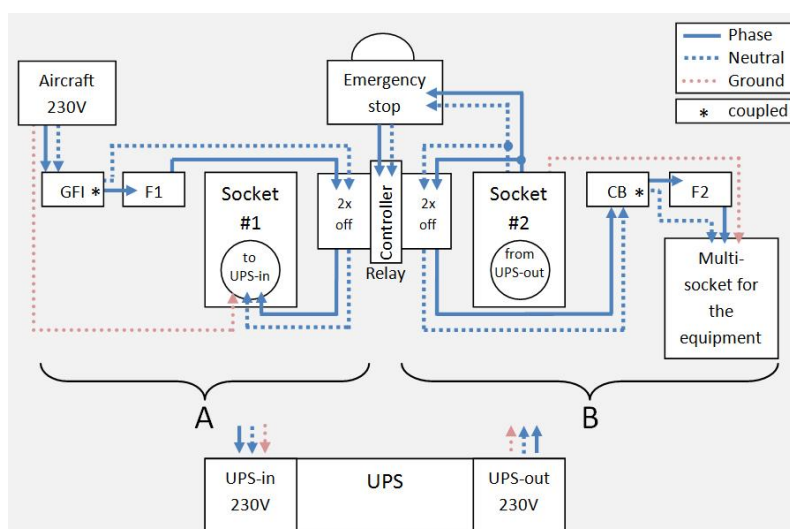 Phase
Neutral
Ground
* coupled
Aircraft
230V
Emergency
stop
GFI *
F1
Socket
#1
to
UPS-in
2x
off
Controller
2x
off
Relay
Socket
#2
from
UPS-out
CB *
F2
Multi-
socket for
the
equipment
A
B
UPS-in
230V
UPS
UPS-out
230V